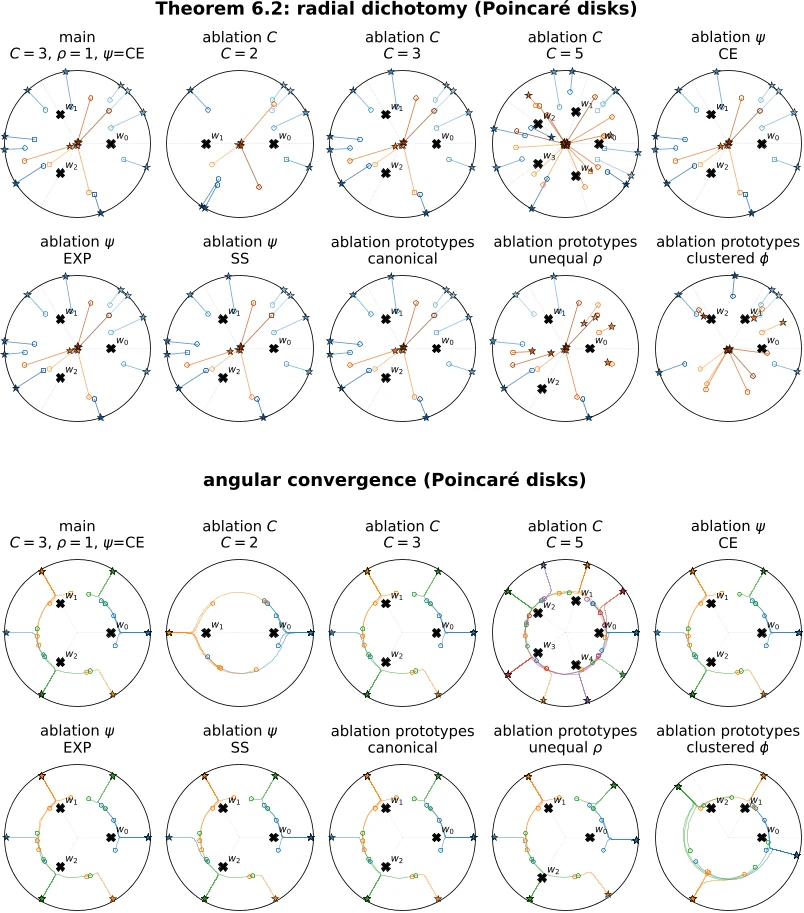 Theorem 6.2: radial dichotomy (Poincaré disks)
main
C = 3, ρ = 1, ψ=CE
ablation C
C = 2
ablation C
C = 3
ablation C
C = 5
ablation ψ
CE
w₁
w₀
w₂
w₁
w₀
w₁
w₀
w₂
w₁
w₂
w₀
w₃
w₄
w₁
w₀
w₂
ablation ψ
EXP
ablation ψ
SS
ablation prototypes
canonical
ablation prototypes
unequal ρ
ablation prototypes
clustered ϕ
w₁
w₀
w₂
w₁
w₀
w₂
w₁
w₀
w₂
w₁
w₀
w₂
w₂
w₀
angular convergence (Poincaré disks)
main
C = 3, ρ = 1, ψ=CE
ablation C
C = 2
ablation C
C = 3
ablation C
C = 5
ablation ψ
CE
w₁
w₀
w₂
w₁
w₀
w₁
w₀
w₂
w₁
w₂
w₀
w₃
w₄
w₁
w₀
w₂
ablation ψ
EXP
ablation ψ
SS
ablation prototypes
canonical
ablation prototypes
unequal ρ
ablation prototypes
clustered ϕ
w₁
w₀
w₂
w₁
w₀
w₂
w₁
w₀
w₂
w₁
w₀
w₂
w₂
w₁
w₀